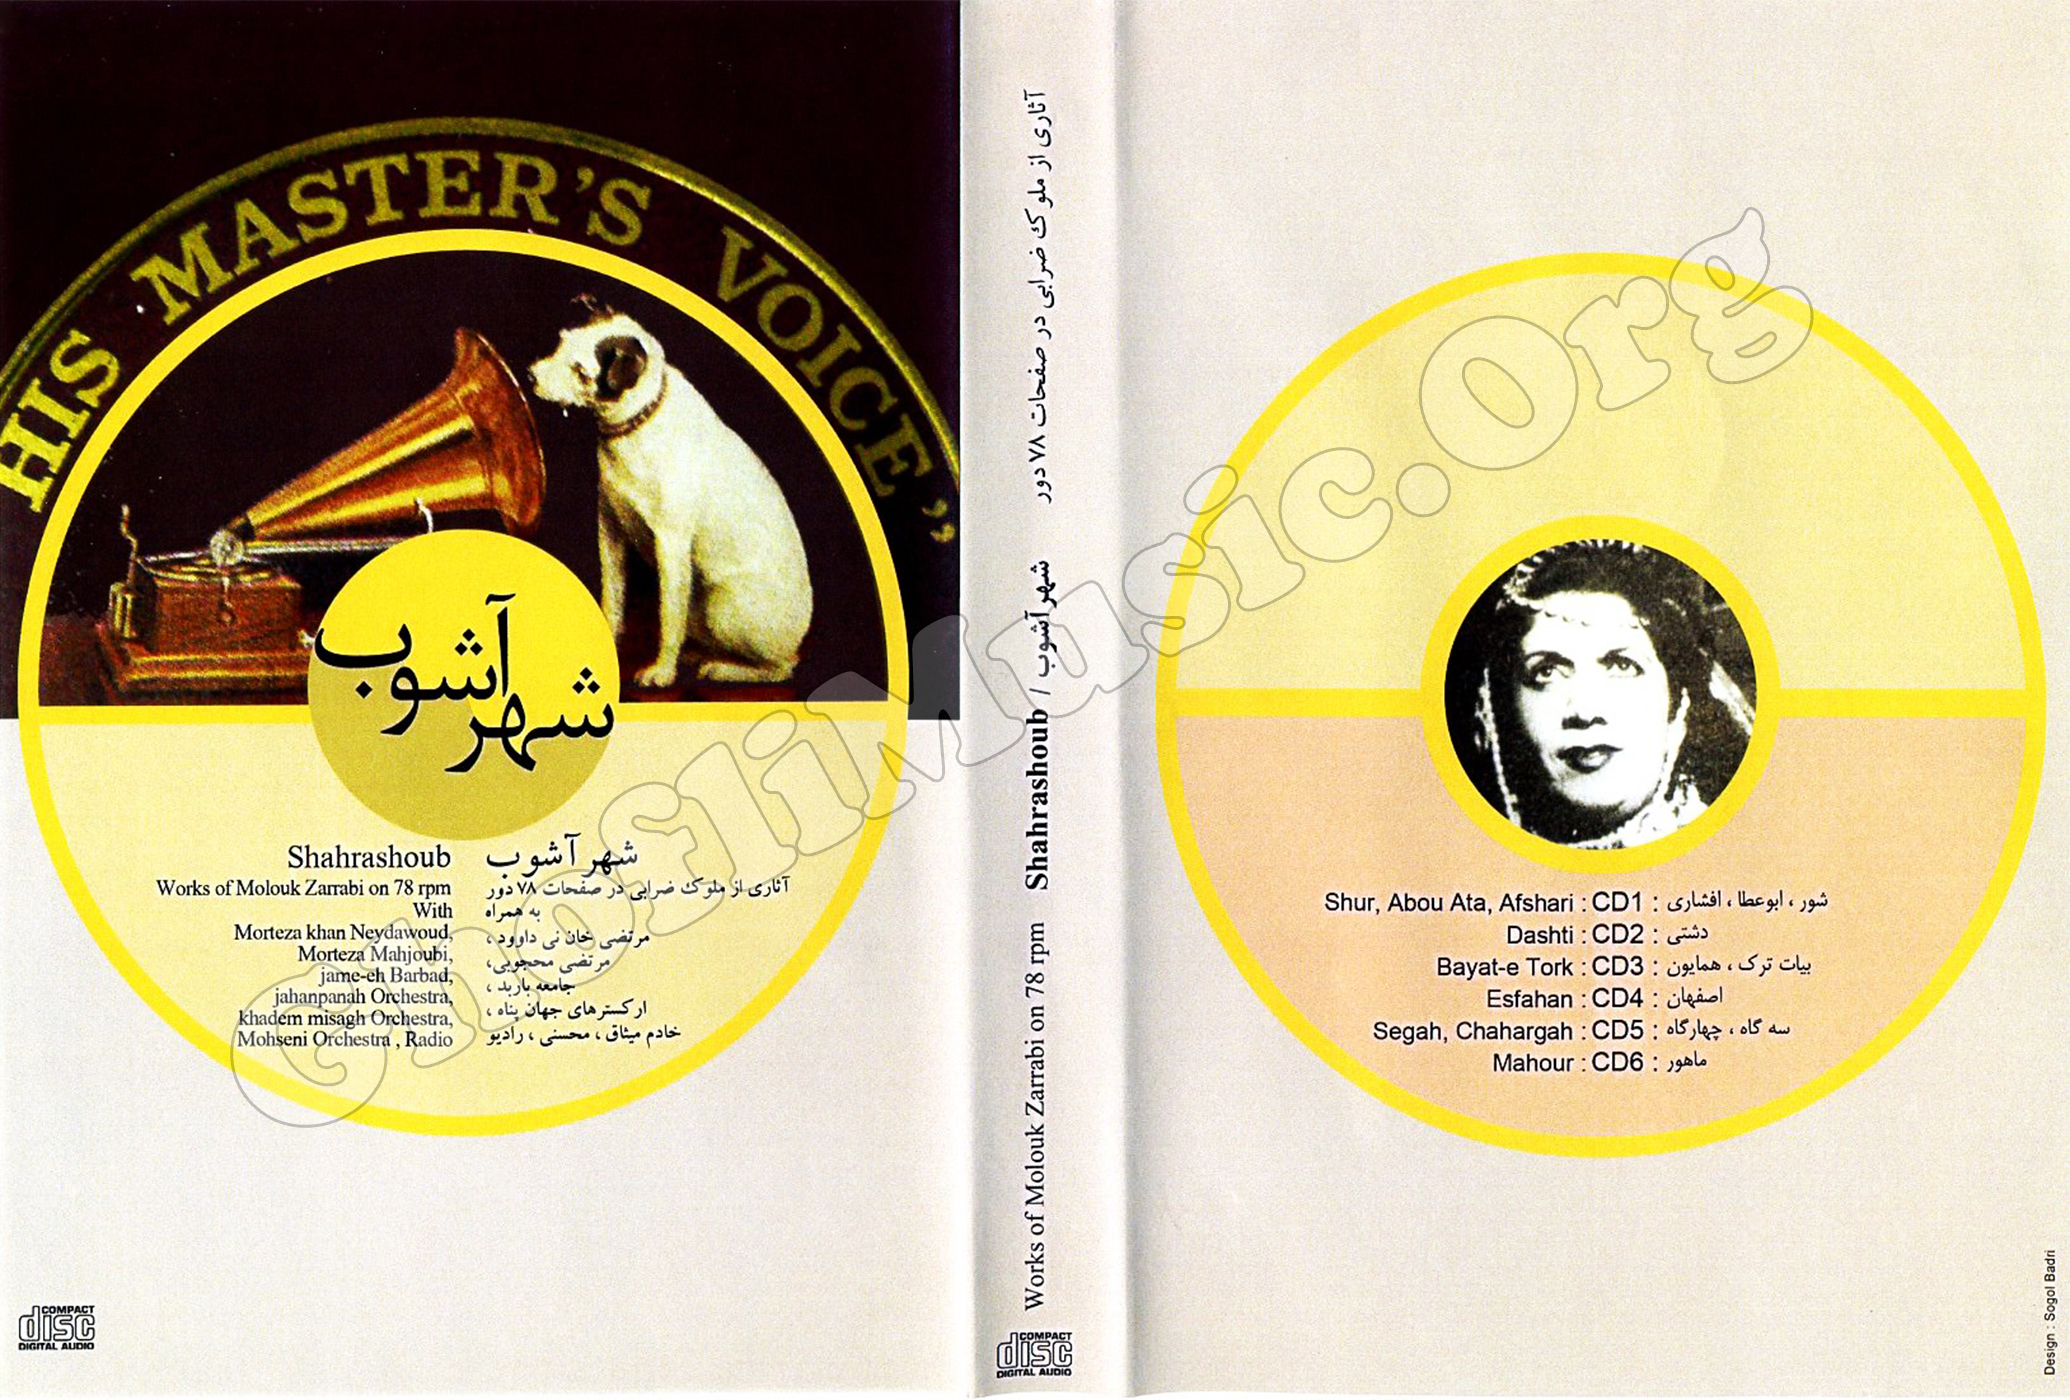 HIS MASTER'S VOICE"
شهر آشوب
Shahrashoub
شهر آشوب
Works of Molouk Zarrabi on 78 rpm
آثاری از ملوک ضرابی در صفحات ۷۸ دور
With
به همراه
Morteza khan Neydawoud,
مرتضی خان نی داوود ،
Morteza Mahjoubi,
مرتضی محجوبی،
jame-eh Barbad,
جامعه باربد ،
jahanpanah Orchestra,
ارکسترهای جهان پناه ،
khadem misagh Orchestra,
خادم میثاق ، محسنی ، رادیو
Mohseni Orchestra , Radio
COMPACT
disc
DIGITAL AUDIO
Works of Molouk Zarrabi on 78 rpm Shahrashoub / شهر آشوب آثاری از ملوک ضرابی در صفحات ۷۸ دور
COMPACT
disc
DIGITAL AUDIO
Shur, Abou Ata, Afshari : CD1 : شور ، ابوعطا ، افشاری
Dashti : CD2 : دشتی
Bayat-e Tork : CD3 : بیات ترک ، همایون
Esfahan : CD4 : اصفهان
Segah, Chahargah : CD5 : سه گاه ، چهارگاه
Mahour : CD6 : ماهور
Design : Sogol Badri
GhofliMusic.Org